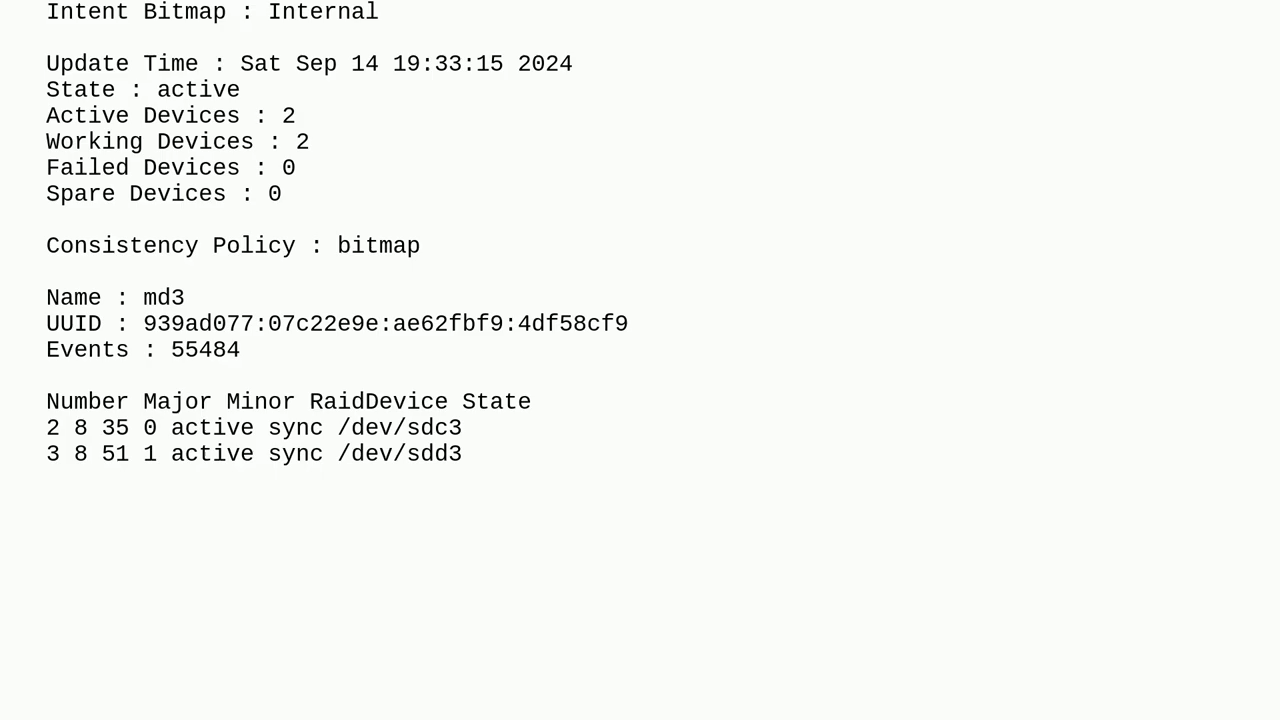 Intent Bitmap : Internal
Update Time : Sat Sep 14 19:33:15 2024
State : active
Active Devices : 2
Working Devices : 2
Failed Devices : 0
Spare Devices : 0
Consistency Policy : bitmap
Name : md3
UUID : 939ad077:07c22e9e:ae62fbf9:4df58cf9
Events : 55484
Number Major Minor RaidDevice State
2 8 35 0 active sync /dev/sdc3
3 8 51 1 active sync /dev/sdd3